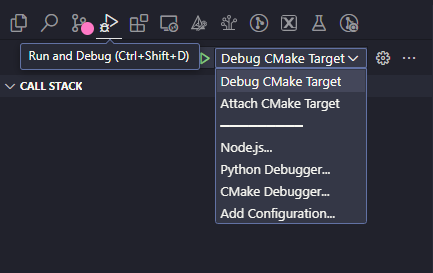 Run and Debug (Ctrl+Shift+D)
Debug CMake Target
CALL STACK
Debug CMake Target
Attach CMake Target
Node.js...
Python Debugger...
CMake Debugger...
Add Configuration...